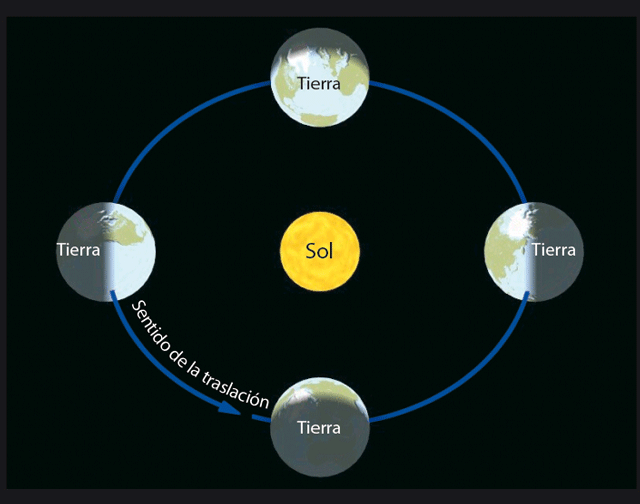 Tierra
Tierra
Sol
Tierra
Sentido de la traslación
Tierra